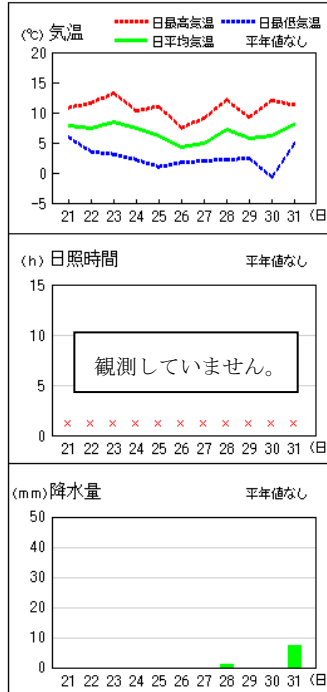 日最高気温 日最低気温
(℃) 気温 日平均気温 平年値なし
20
15
10
5
0
-5
21 22 23 24 25 26 27 28 29 30 31 (日
(h) 日照時間 平年値なし
15
10
観測していません。
5
0
× × × × × × × × × × ×
21 22 23 24 25 26 27 28 29 30 31 (日
(mm) 降水量 平年値なし
50
40
30
20
10
0
21 22 23 24 25 26 27 28 29 30 31 (日